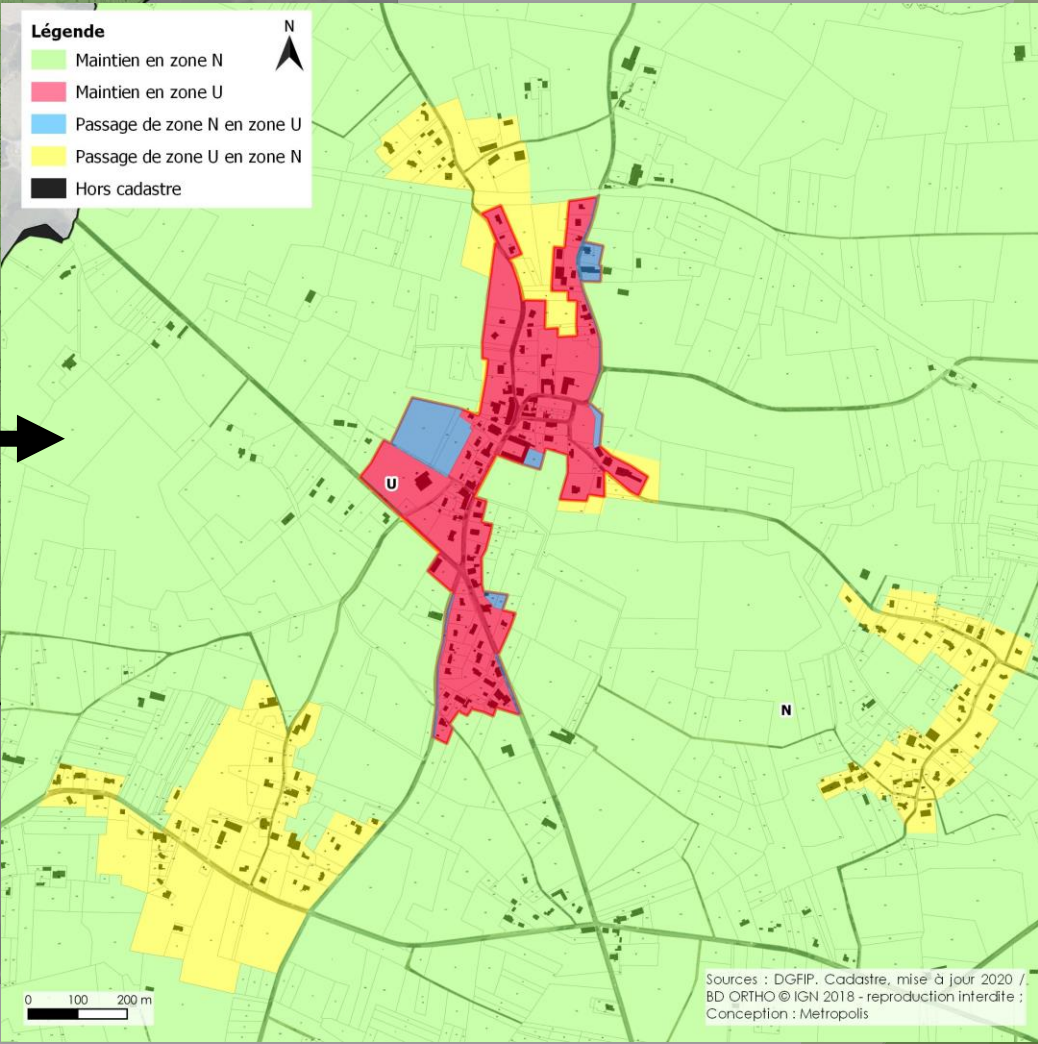 Légende
N
Maintien en zone N
Maintien en zone U
Passage de zone N en zone U
Passage de zone U en zone N
Hors cadastre
U
N
0 100 200 m
Sources : DGFIP. Cadastre, mise à jour 2020 /
BD ORTHO © IGN 2018 - reproduction interdite ;
Conception : Metropolis